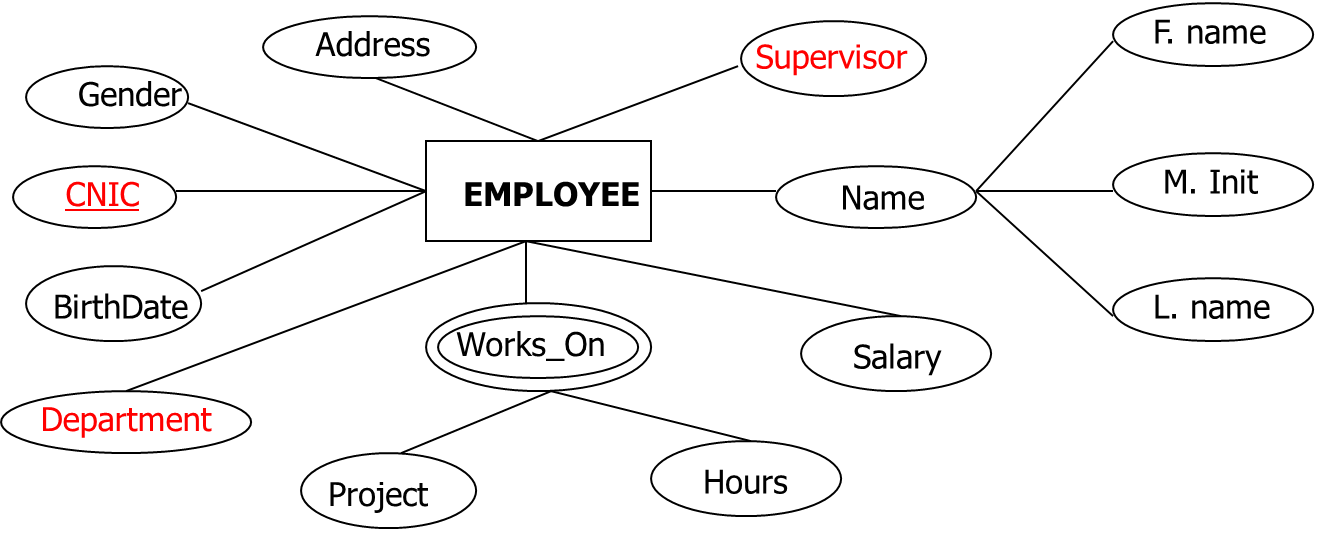 F. name
Address
Supervisor
Gender
M. Init
CNIC
EMPLOYEE
Name
BirthDate
L. name
Works_On
Salary
Department
Project
Hours